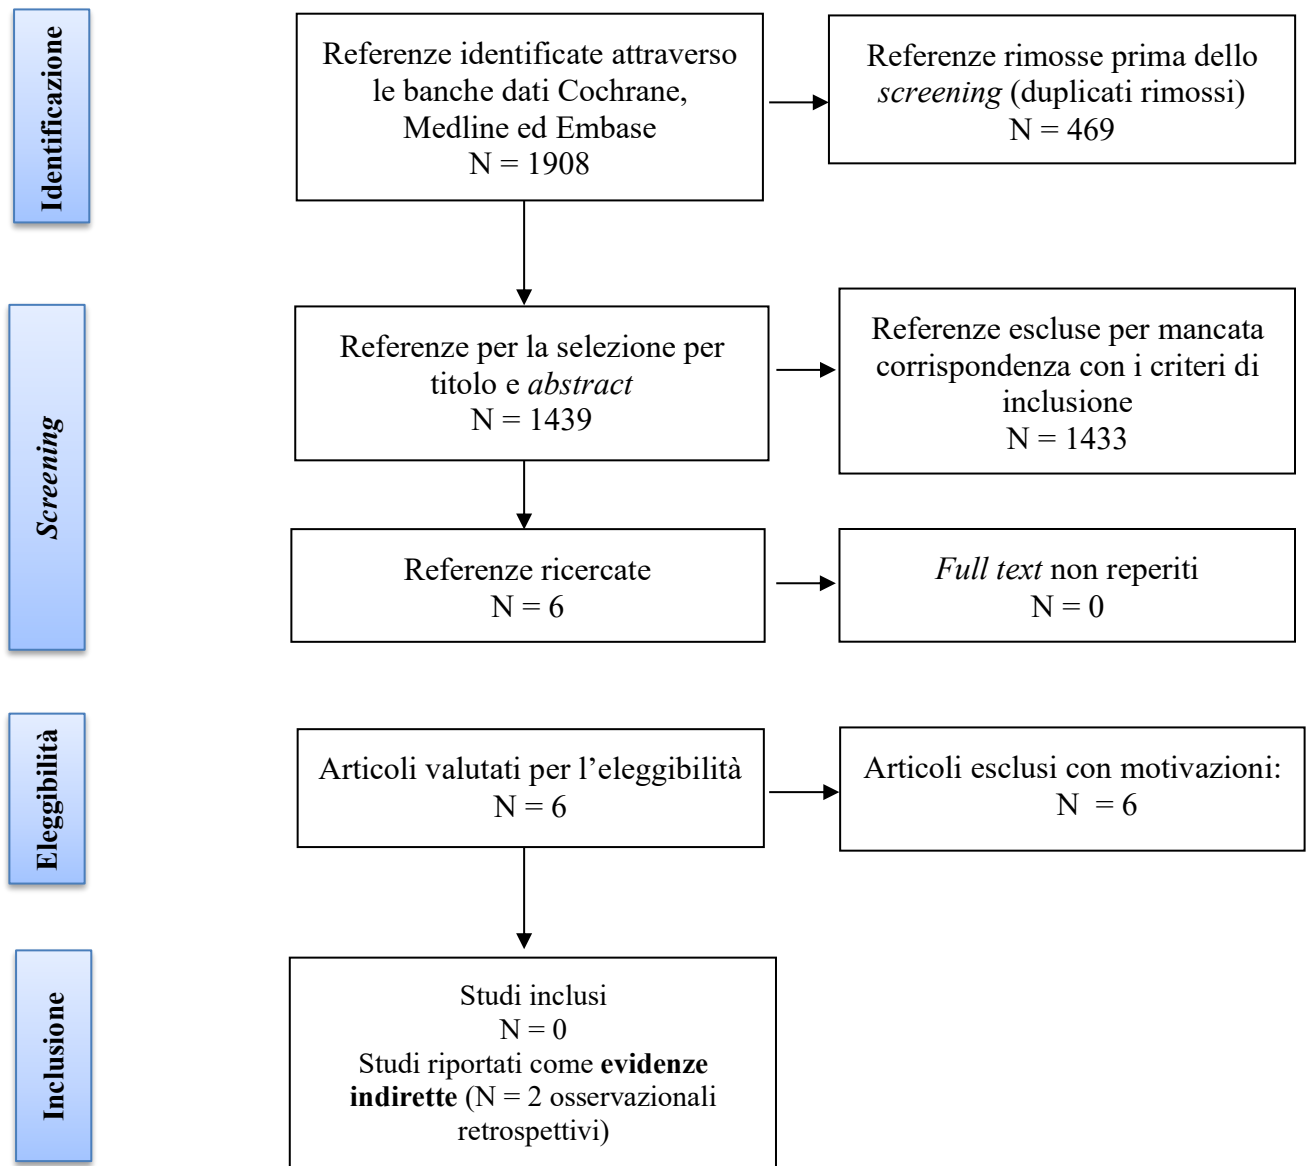 Identificazione
Referenze identificate attraverso
le banche dati Cochrane,
Medline ed Embase
N = 1908
Referenze rimosse prima dello
screening (duplicati rimossi)
N = 469
Screening
Referenze per la selezione per
titolo e abstract
N = 1439
Referenze escluse per mancata
corrispondenza con i criteri di
inclusione
N = 1433
Referenze ricercate
N = 6
Full text non reperiti
N = 0
Eleggibilità
Articoli valutati per l’eleggibilità
N = 6
Articoli esclusi con motivazioni:
N = 6
Inclusione
Studi inclusi
N = 0
Studi riportati come evidenze
indirette (N = 2 osservazionali
retrospettivi)